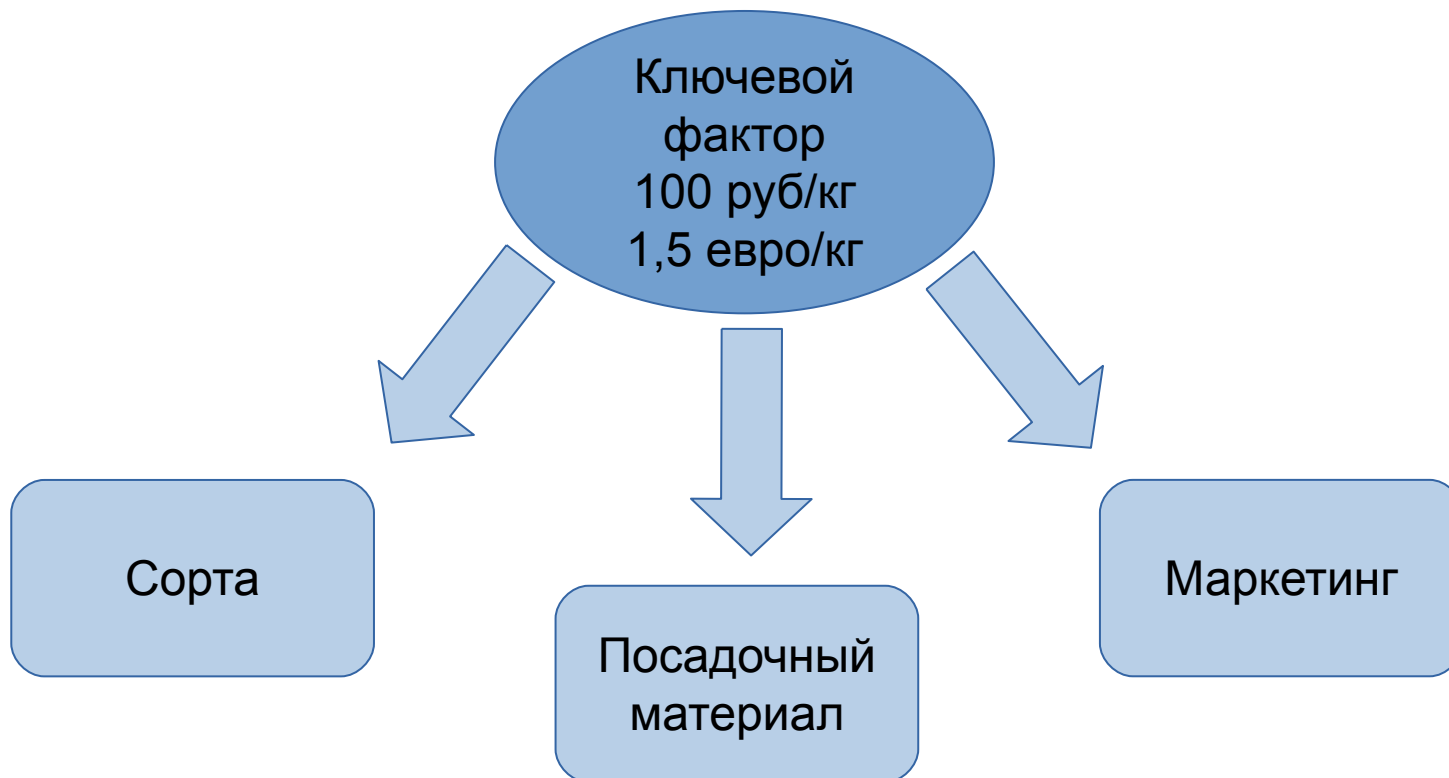 Ключевой
фактор
100 руб/кг
1,5 евро/кг
Сорта
Посадочный
материал
Маркетинг